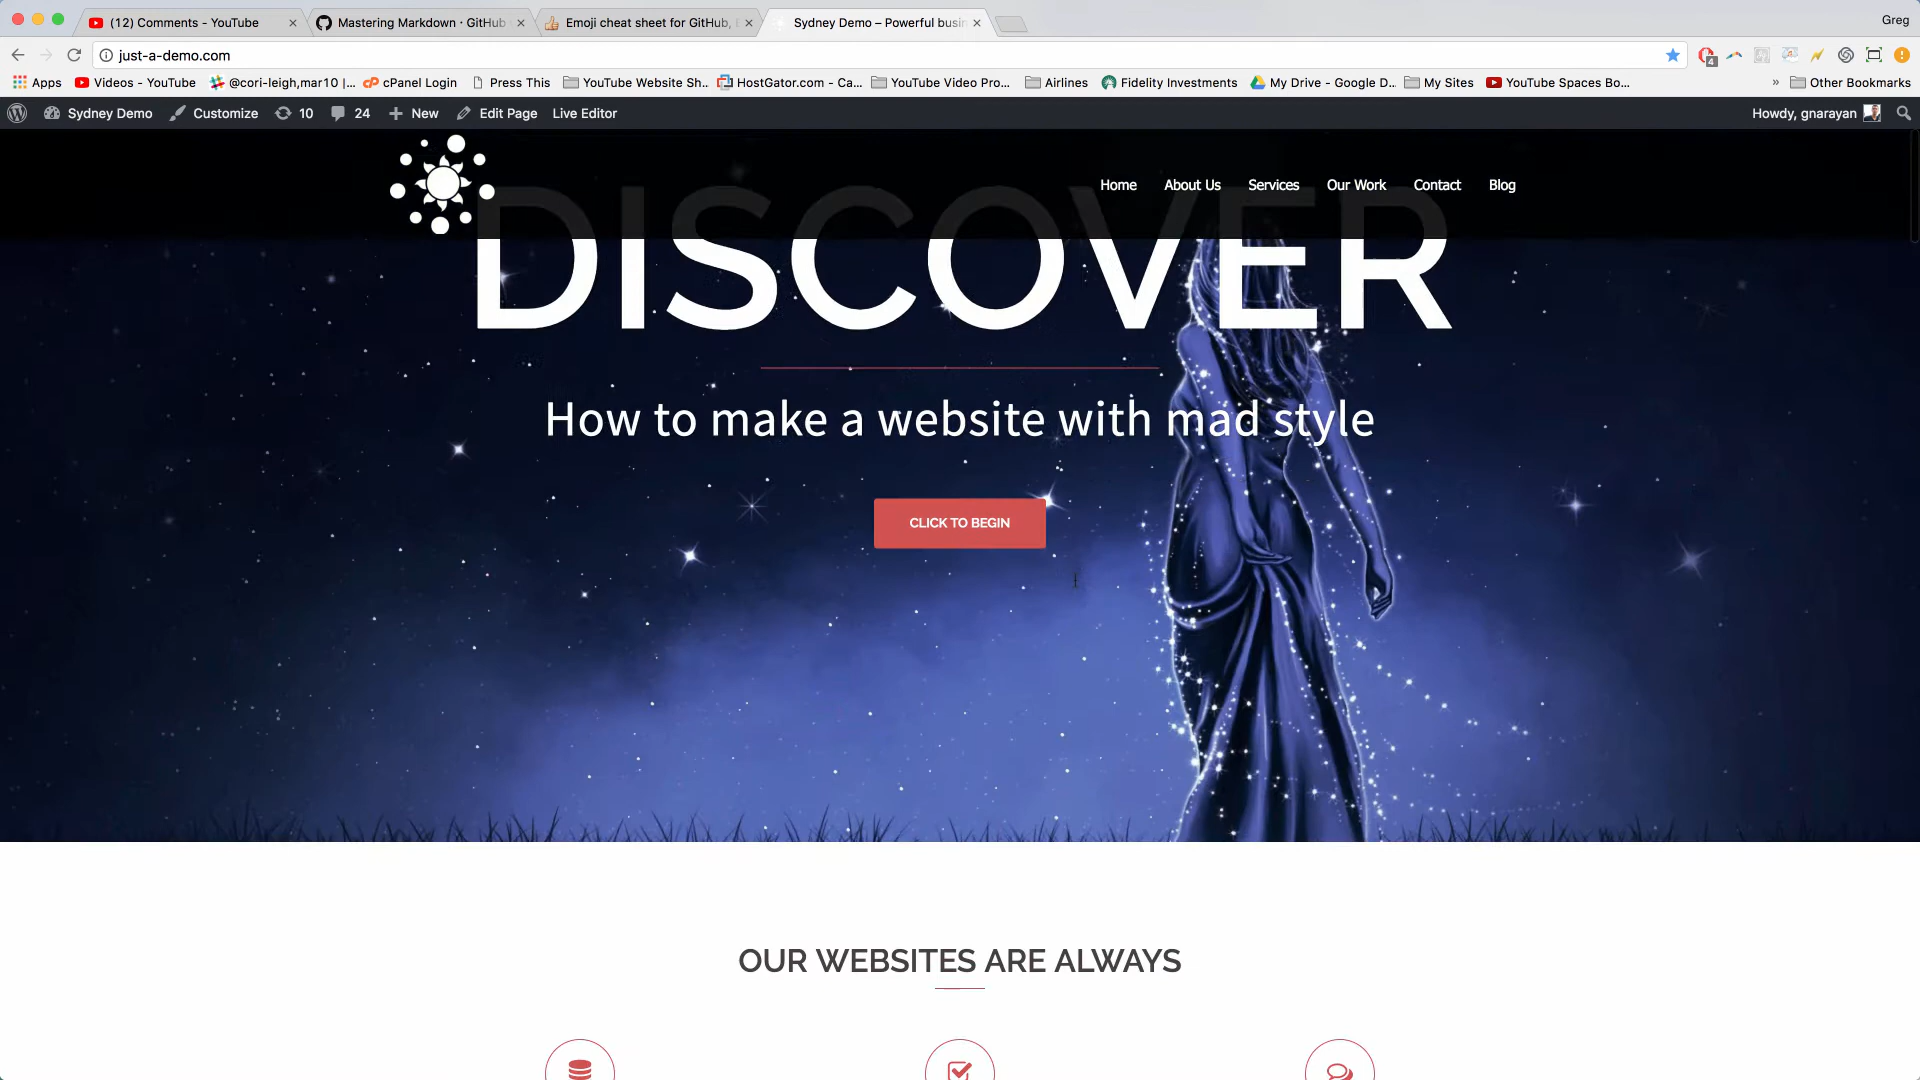 (12) Comments - YouTube
Mastering Markdown · GitHub
Emoji cheat sheet for GitHub,
Sydney Demo – Powerful busin
Greg
just-a-demo.com
4
Apps
Videos - YouTube
@cori-leigh,mar10 |...
cPanel Login
Press This
YouTube Website Sh...
HostGator.com - Ca...
YouTube Video Pro...
Airlines
Fidelity Investments
My Drive - Google D...
My Sites
YouTube Spaces Bo...
»
Other Bookmarks
Sydney Demo
Customize
10
24
New
Edit Page
Live Editor
Howdy, gnarayan
Home
About Us
Services
Our Work
Contact
Blog
DISCOVER
How to make a website with mad style
CLICK TO BEGIN
OUR WEBSITES ARE ALWAYS